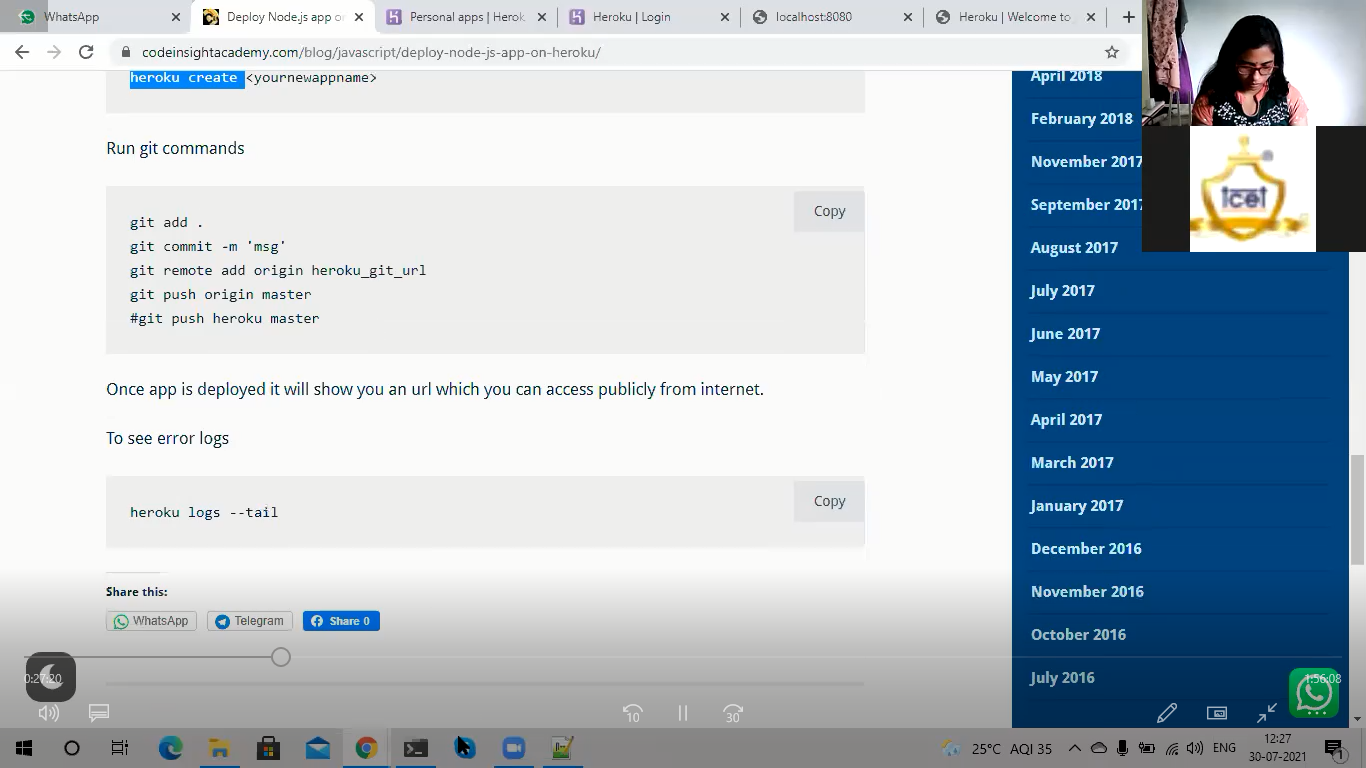 WhatsApp
Deploy Node.js app on
Personal apps | Herok
Heroku | Login
localhost:8080
Heroku | Welcome to
codeinsightacademy.com/blog/javascript/deploy-node-js-app-on-heroku/
heroku create <yournewappname>
Run git commands
Copy
git add .
git commit -m 'msg'
git remote add origin heroku_git_url
git push origin master
#git push heroku master
Once app is deployed it will show you an url which you can access publicly from internet.
To see error logs
Copy
heroku logs --tail
Share this:
WhatsApp
Telegram
Share 0
April 2018
February 2018
November 2017
September 2017
August 2017
July 2017
June 2017
May 2017
April 2017
March 2017
January 2017
December 2016
November 2016
October 2016
July 2016
tcet
0:27:20
1:56:08
10
30
25°C AQI 35
ENG
12:27
30-07-2021
1